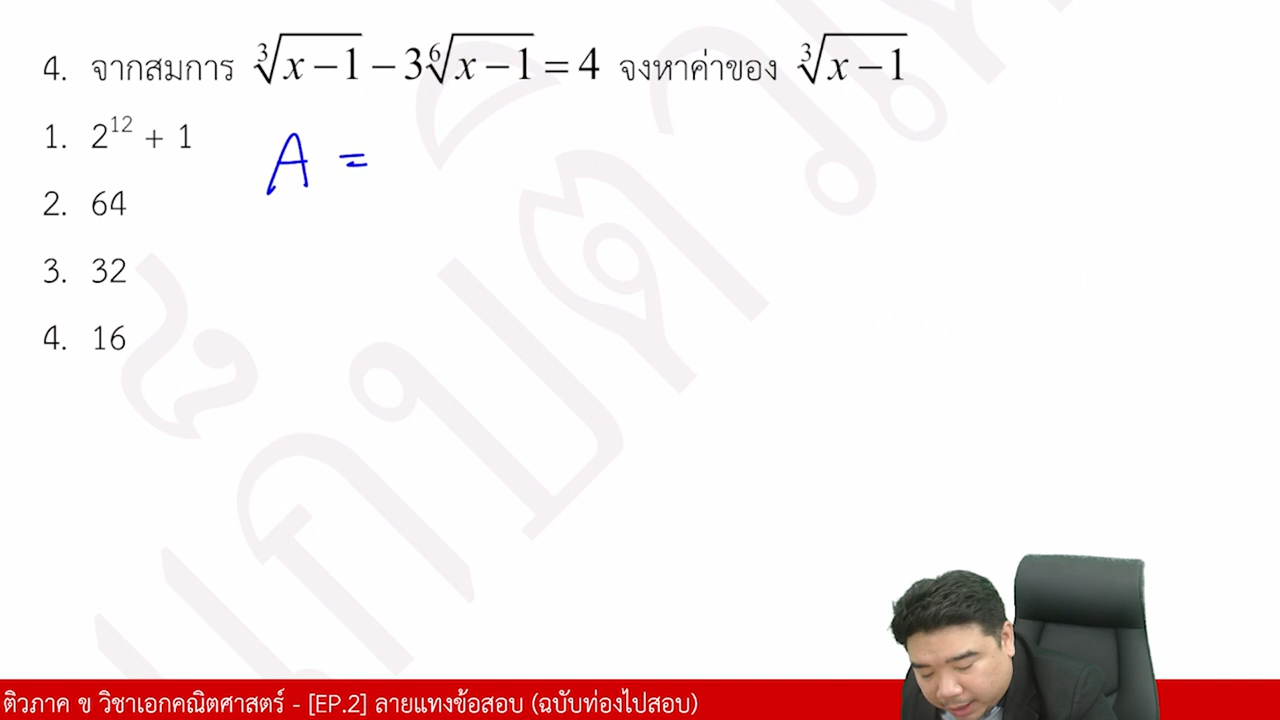 4. จากสมการ ∛(x−1) − 3⁶√(x−1) = 4 จงหาค่าของ ∛(x−1)
1. 2¹² + 1
A =
2. 64
3. 32
4. 16
ติวภาค ข วิชาเอกคณิตศาสตร์ - [EP.2] ลายแทงข้อสอบ (ฉบับท่องไปสอบ)